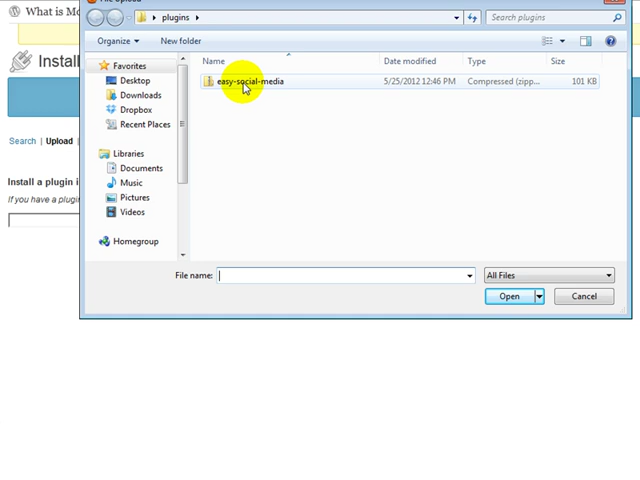 File Upload
What is Mo
plugins
Search plugins
Organize
New folder
Install
Name
Date modified
Type
Size
Favorites
easy-social-media
5/25/2012 12:46 PM
Compressed (zipp...
101 KB
Desktop
Downloads
Dropbox
Recent Places
Search | Upload |
Libraries
Documents
Install a plugin i
Music
If you have a plugin
Pictures
Videos
Homegroup
File name:
All Files
Open
Cancel